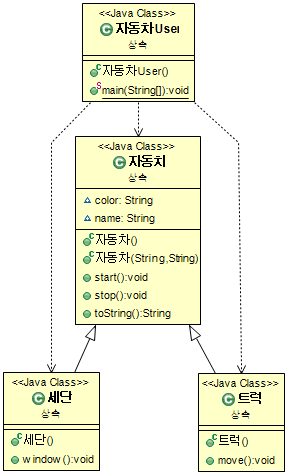 <<Java Class>>
자동차User
상속
자동차User()
main(String[]):void
<<Java Class>>
자동차
상속
color: String
name: String
자동차()
자동차(String,String)
start():void
stop():void
toString():String
<<Java Class>>
세단
상속
세단()
window():void
<<Java Class>>
트럭
상속
트럭()
move():void